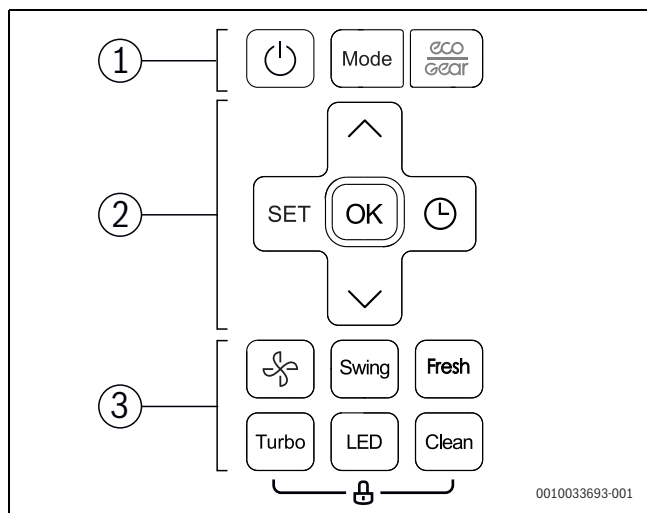 1 Mode eco
Gear
2 SET OK
3 Swing Fresh
Turbo LED Clean
0010033693-001